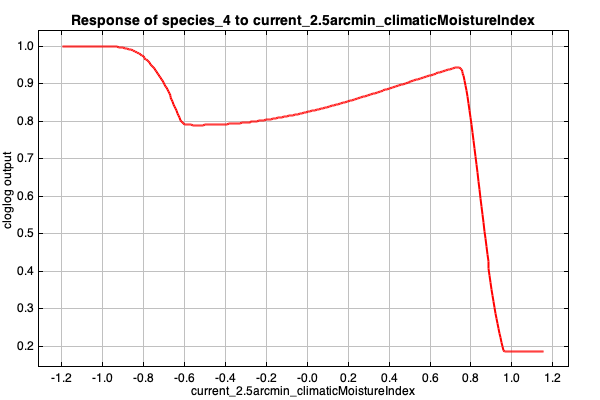 Response of species_4 to current_2.5arcmin_climaticMoistureIndex
cloglog output
1.0
0.9
0.8
0.7
0.6
0.5
0.4
0.3
0.2
-1.2 -1.0 -0.8 -0.6 -0.4 -0.2 -0.0 0.2 0.4 0.6 0.8 1.0 1.2
current_2.5arcmin_climaticMoistureIndex